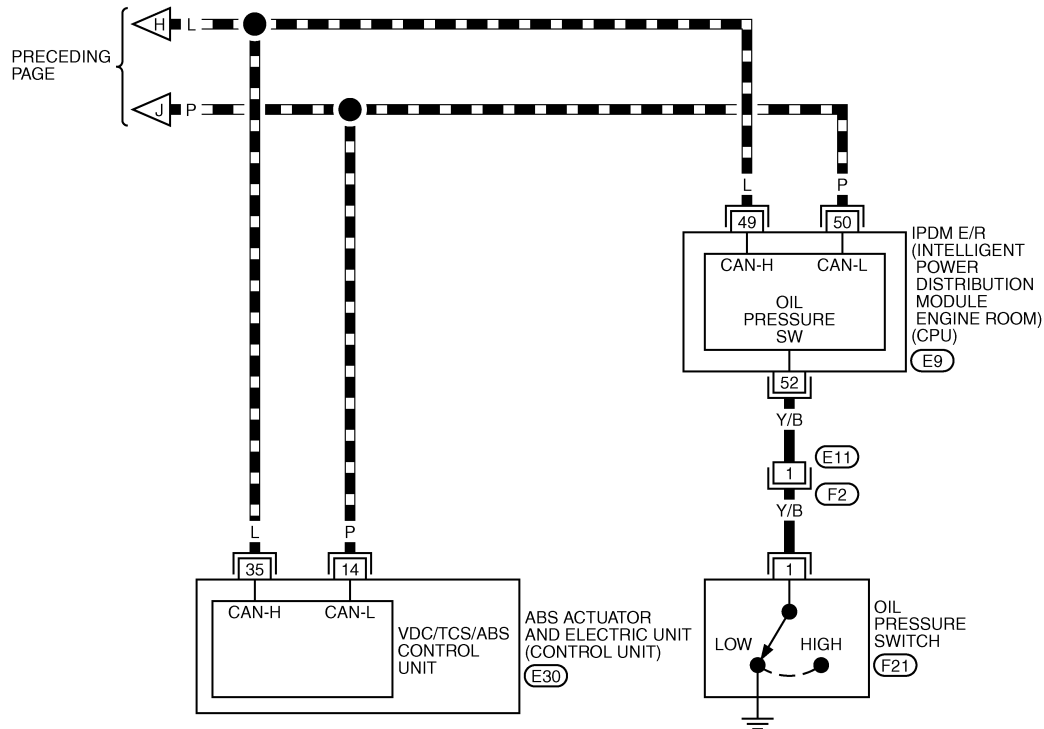 PRECEDING
PAGE
H L
J P
L P
49 50
CAN-H CAN-L
OIL
PRESSURE
SW
IPDM E/R
(INTELLIGENT
POWER
DISTRIBUTION
MODULE
ENGINE ROOM)
(CPU)
E9
52
Y/B
1
E11
F2
Y/B
L P
35 14
CAN-H CAN-L
VDC/TCS/ABS
CONTROL
UNIT
ABS ACTUATOR
AND ELECTRIC UNIT
(CONTROL UNIT)
E30
1
LOW HIGH
OIL
PRESSURE
SWITCH
F21